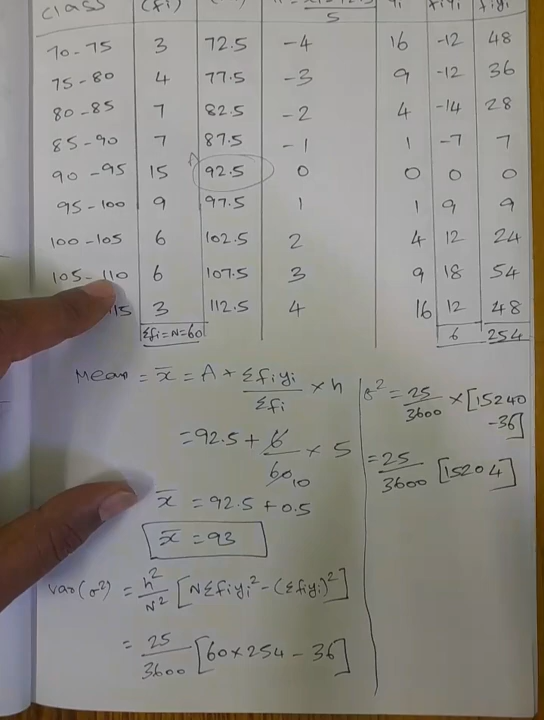 class (fi) 5 yi fiyi fiyi
70-75 3 72.5 -4 16 -12 48
75-80 4 77.5 -3 9 -12 36
80-85 7 82.5 -2 4 -14 28
85-90 7 87.5 -1 1 -7 7
90-95 15 92.5 0 0 0 0
95-100 9 97.5 1 1 9 9
100-105 6 102.5 2 4 12 24
105-110 6 107.5 3 9 18 54
15 3 112.5 4 16 12 48
Σfi=N=60 6 254
Mean = x̄ = A + Σfiyi/Σfi × h
= 92.5 + 6/60 10 × 5
x̄ = 92.5 + 0.5
x̄ = 93
var(σ²) = h²/N² [NΣfiyi² - (Σfiyi)²]
= 25/3600 [60×254 - 36]
σ² = 25/3600 × [15240
-36]
= 25/3600 [15204]